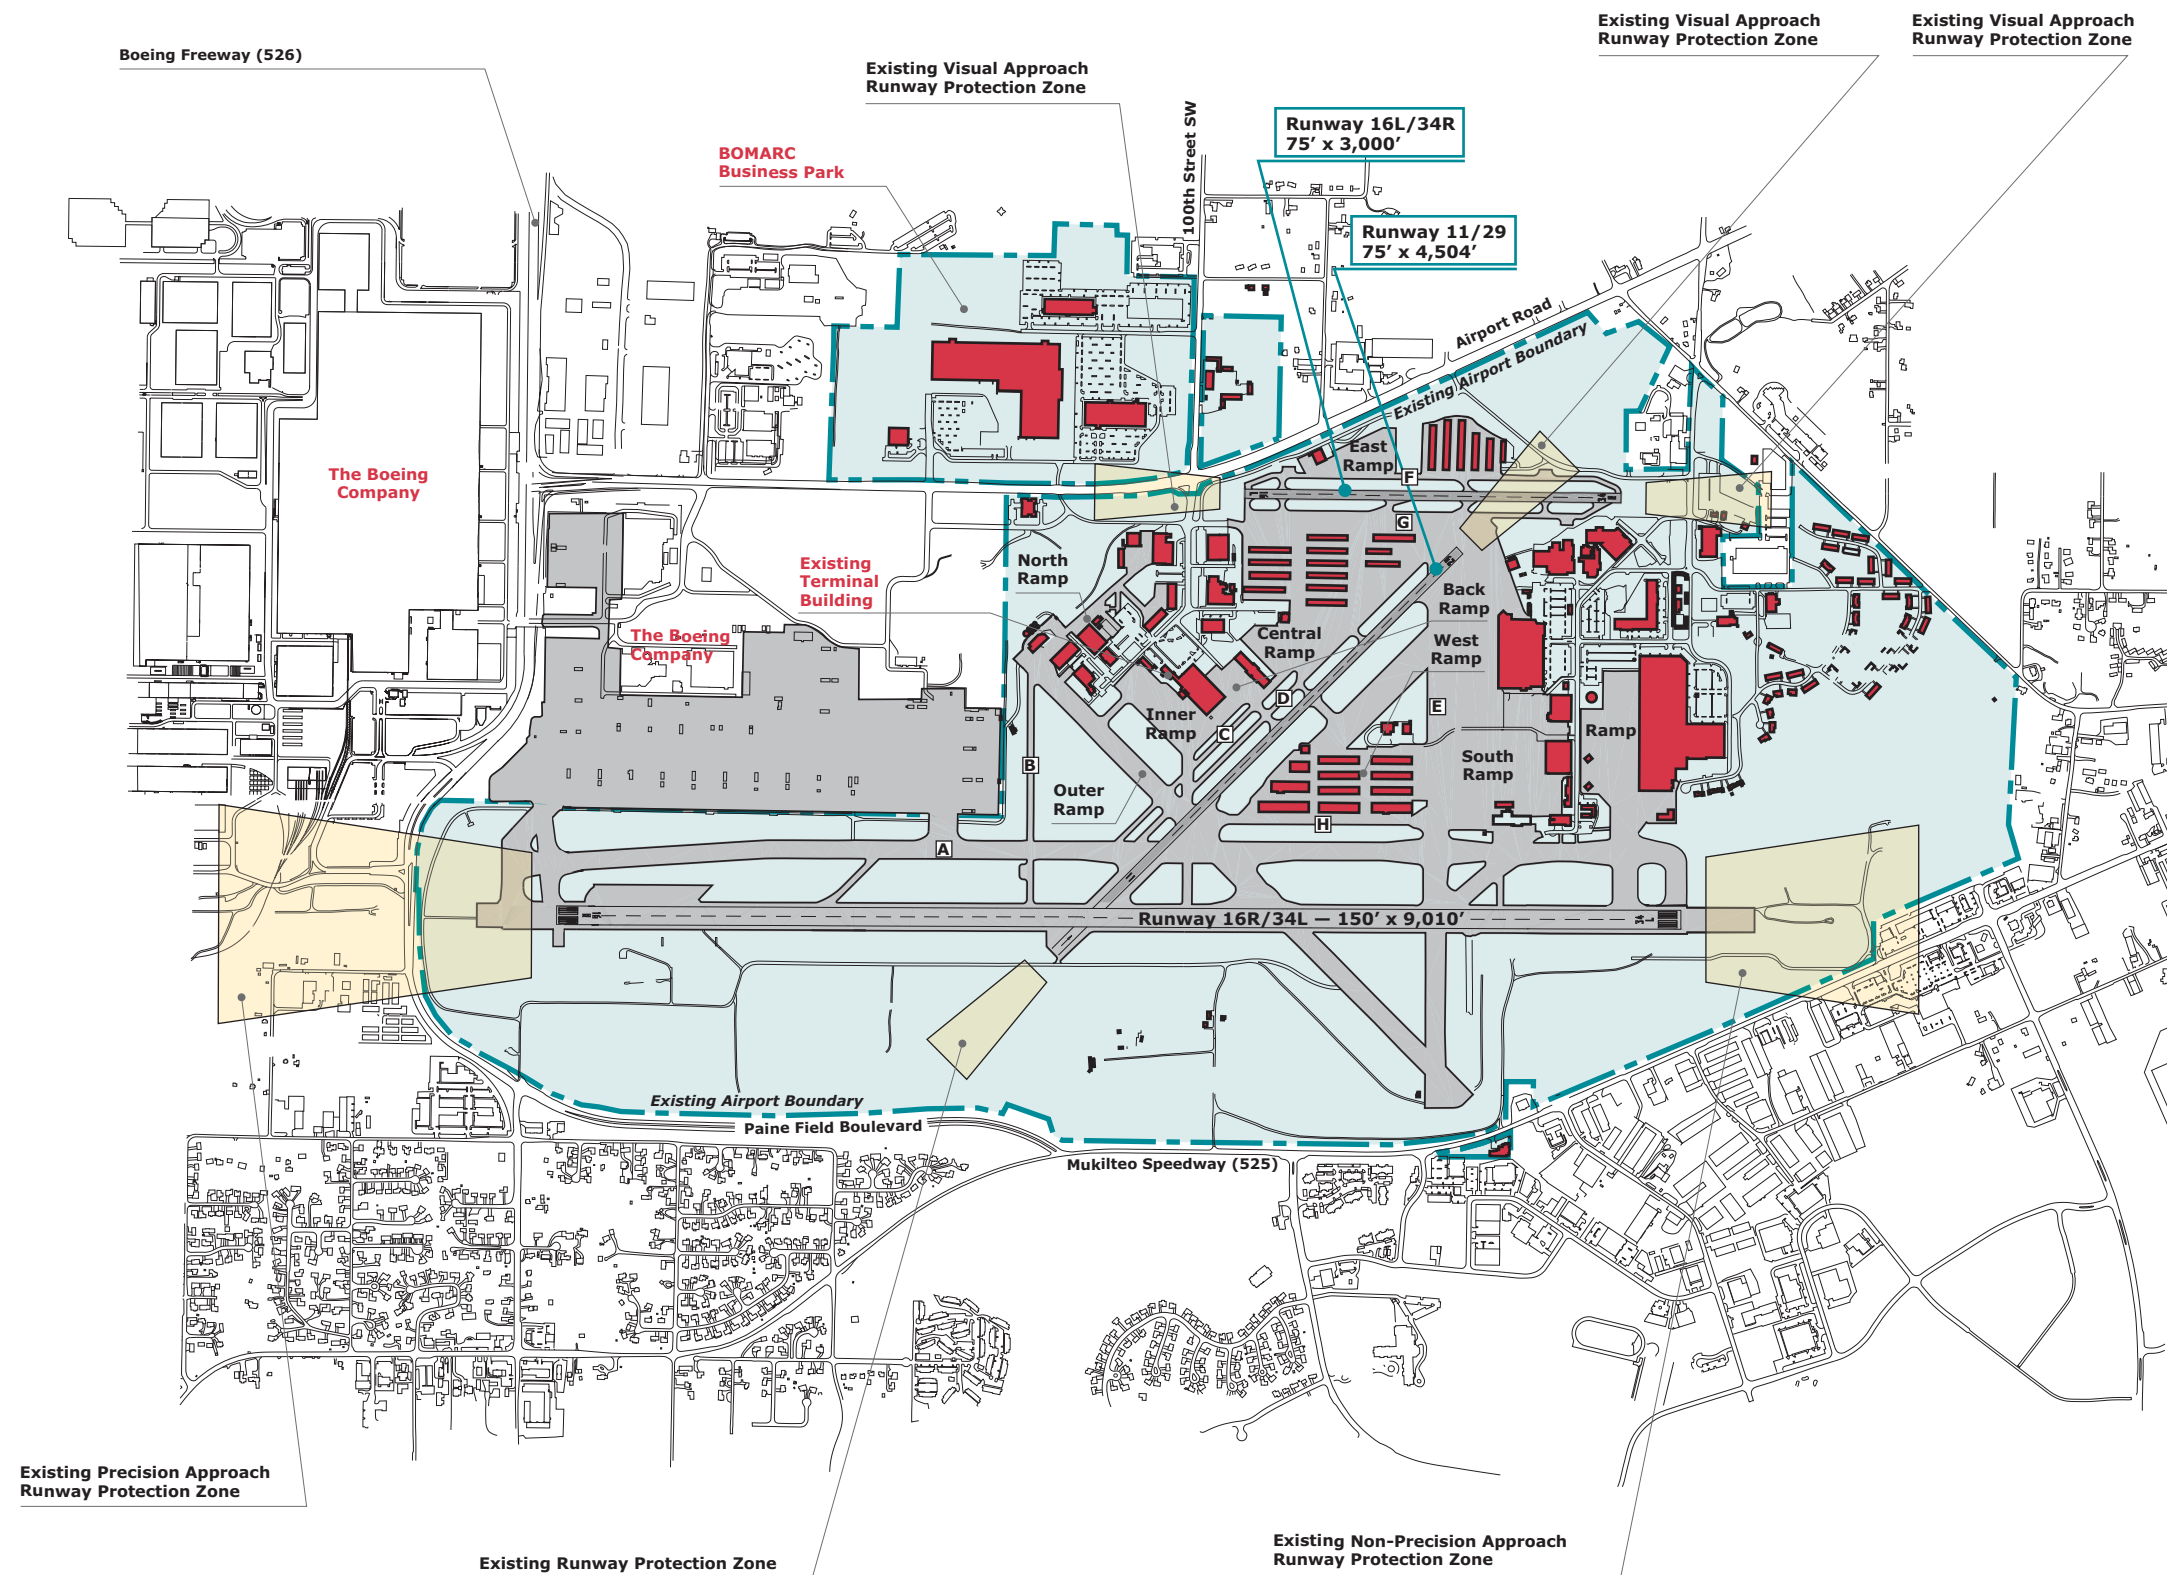 Existing Visual Approach
Runway Protection Zone
Existing Visual Approach
Runway Protection Zone
Boeing Freeway (526)
Existing Visual Approach
Runway Protection Zone
100th Street SW
Runway 16L/34R
75’ x 3,000’
BOMARC
Business Park
Runway 11/29
75’ x 4,504’
Airport Road
Existing Airport Boundary
East
Ramp
F
The Boeing
Company
G
North
Ramp
Existing
Terminal
Building
Back
Ramp
Central
Ramp
West
Ramp
The Boeing
Company
D
E
Inner
Ramp
C
Ramp
South
Ramp
B
Outer
Ramp
H
A
Runway 16R/34L — 150’ x 9,010’
Existing Airport Boundary
Paine Field Boulevard
Mukilteo Speedway (525)
Existing Precision Approach
Runway Protection Zone
Existing Runway Protection Zone
Existing Non-Precision Approach
Runway Protection Zone